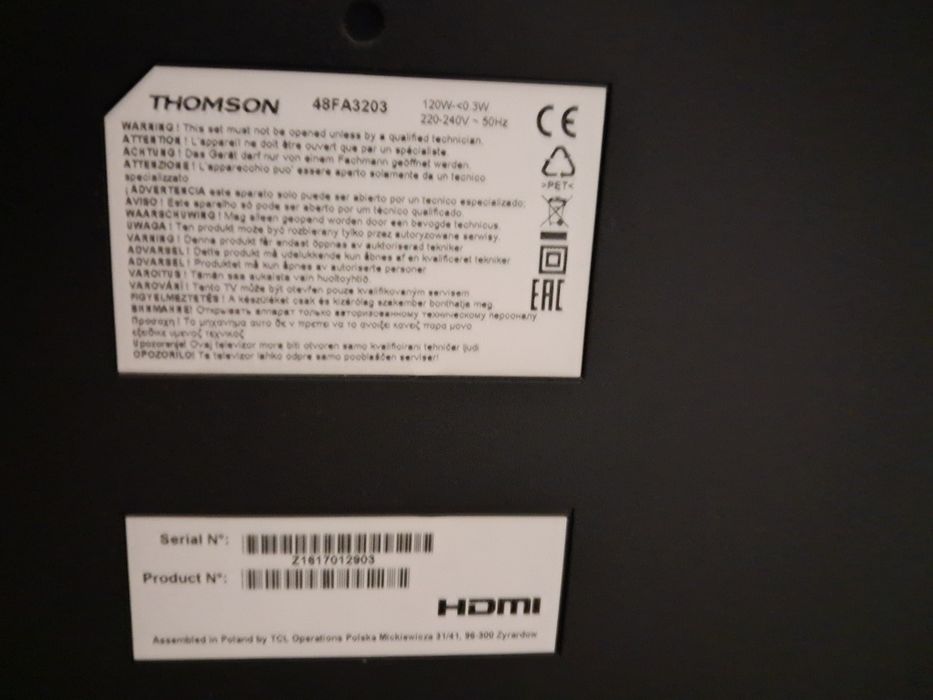 THOMSON 48FA3203 120W-<0.3W
220-240V ~ 50Hz
CE
WARNING ! This set must not be opened unless by a qualified technician.
ATTENTION ! L'appareil ne doit être ouvert que par un spécialiste.
ACHTUNG ! Das Gerät darf nur von einem Fachmann geöffnet werden.
ATTENZIONE ! L'apparecchio puo' essere aperto solamente da un tecnico
specializzato
>PET<
¡ADVERTENCIA este aparato solo puede ser abierto por un tecnico especializado;
AVISO ! Este aparelho só pode ser aberto por um técnico qualificado.
WAARSCHUWING ! Mag alleen geopend worden door een bevogde technicus.
UWAGA ! Ten produkt może być rozbierany tylko przez autoryzowane serwisy.
VARNING ! Denna produkt får endast öppnes av auktoriserad tekniker
ADVARSEL ! Dette produkt må udelukkende kun åbnes af en kvalificeret tekniker
ADVARSEL ! Produktet må kun åpnes av autoriserte personer
VAROITUS ! Tämän saa aukaista vain huoltoyhtiö.
VAROVÁNÍ ! Tento TV může být otevřen pouze kvalifikovaným servisem
FIGYELMEZTETÉS ! A készüléket csak és kizárólag szakember bonthatja meg.
EAC
ВНИМАНИЕ! Открывать аппарат только авторизованному техническому персоналу
Προσοχη ! Το μηχανημα αυτο δε ν πρεπει να το ανοιξει κανεις παρα μονο
εξειδικε υμενος τεχνικος
Upozorenje! Ovaj televizor more biti otvoren samo kvalificirani tehničar ljudi
OPOZORILO! Ta televizor lahko odpre samo pooblaščen serviser!
Serial N°:
Z1617012903
Product N°:
HDMI
Assembled in Poland by TCL Operations Polska Mickiewicza 31/41, 96-300 Zyrardow